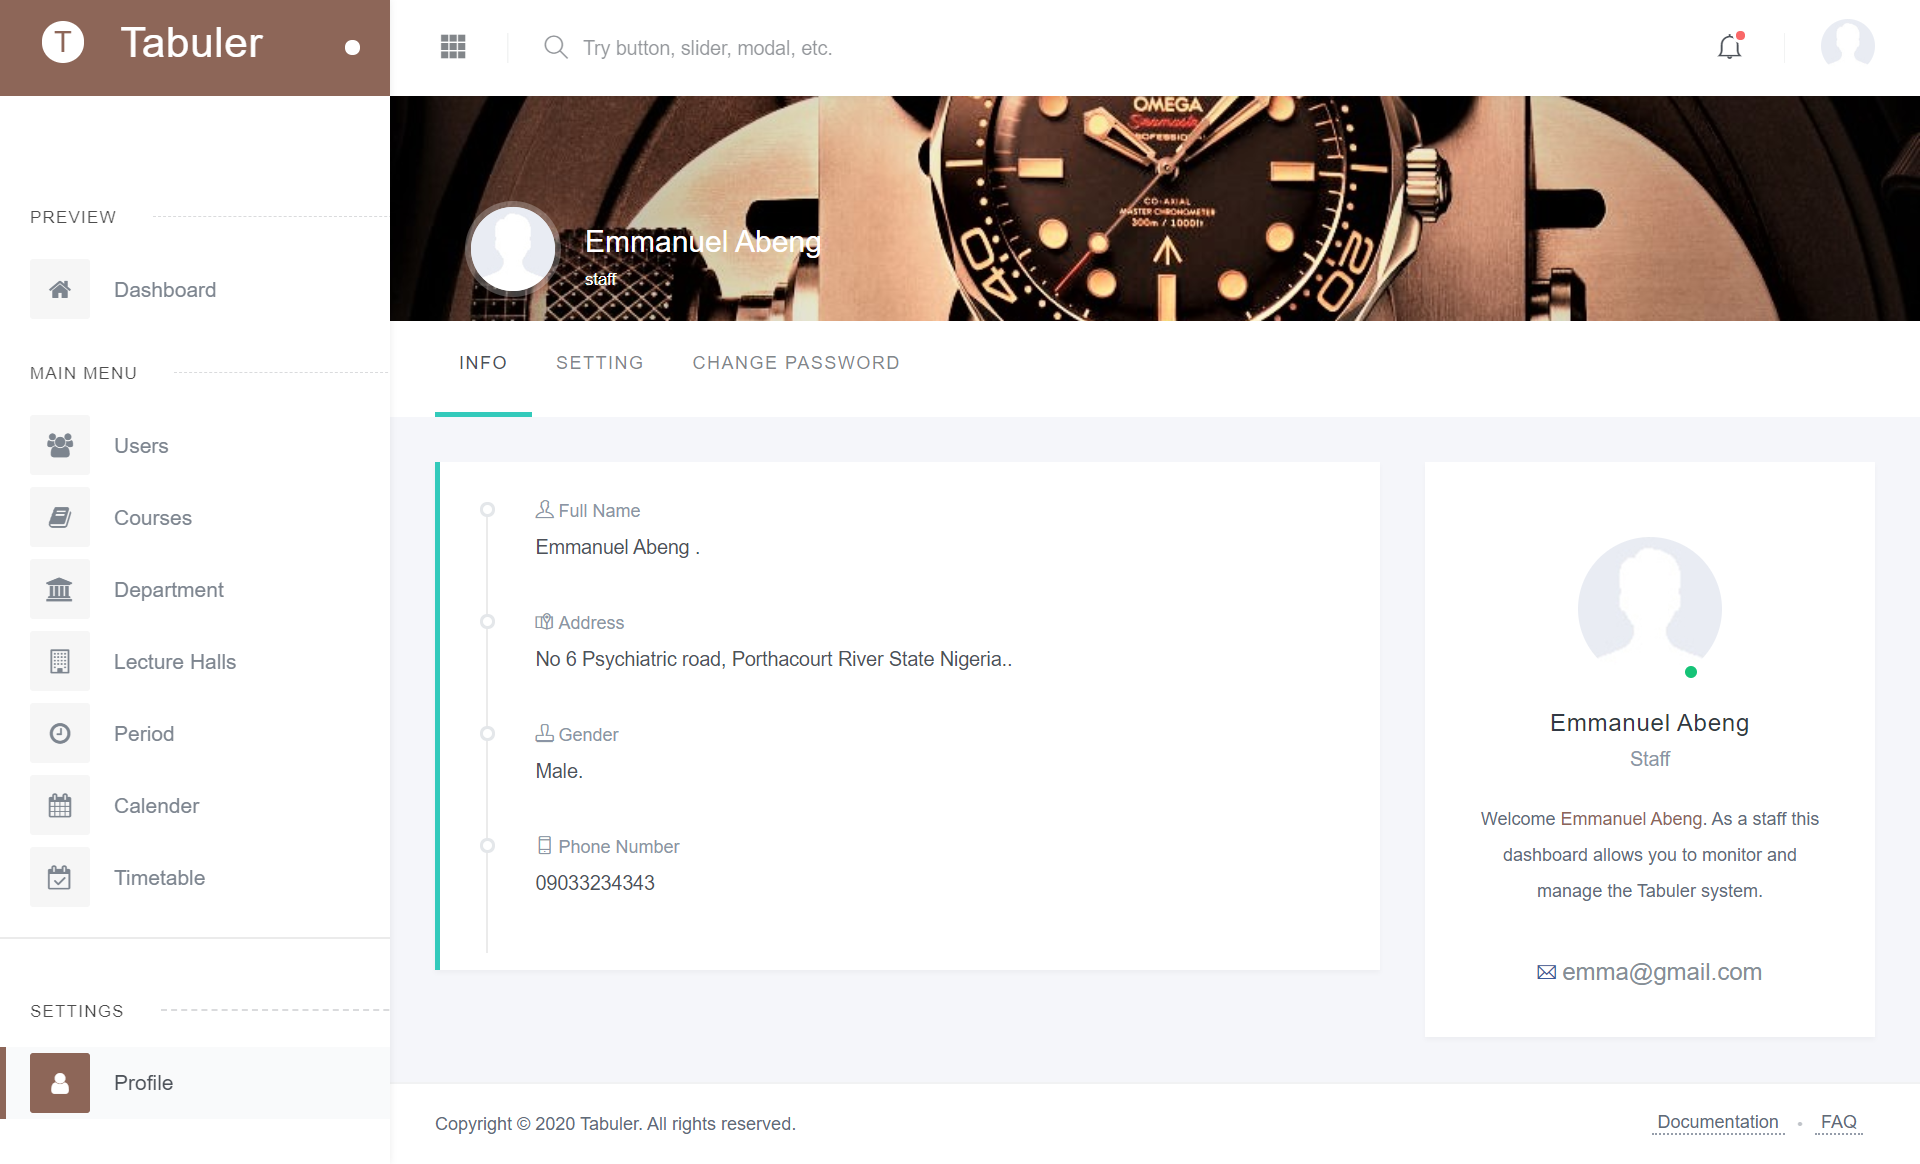 T Tabuler
Try button, slider, modal, etc.
PREVIEW
Dashboard
MAIN MENU
Users
Courses
Department
Lecture Halls
Period
Calender
Timetable
SETTINGS
Profile
OMEGA
Seamaster
PROFESSIONAL
CO-AXIAL
MASTER CHRONOMETER
300m / 1000ft
40
20
Emmanuel Abeng
staff
INFO
SETTING
CHANGE PASSWORD
Full Name
Emmanuel Abeng .
Address
No 6 Psychiatric road, Porthacourt River State Nigeria..
Gender
Male.
Phone Number
09033234343
Emmanuel Abeng
Staff
Welcome Emmanuel Abeng. As a staff this
dashboard allows you to monitor and
manage the Tabuler system.
emma@gmail.com
Copyright © 2020 Tabuler. All rights reserved.
Documentation • FAQ